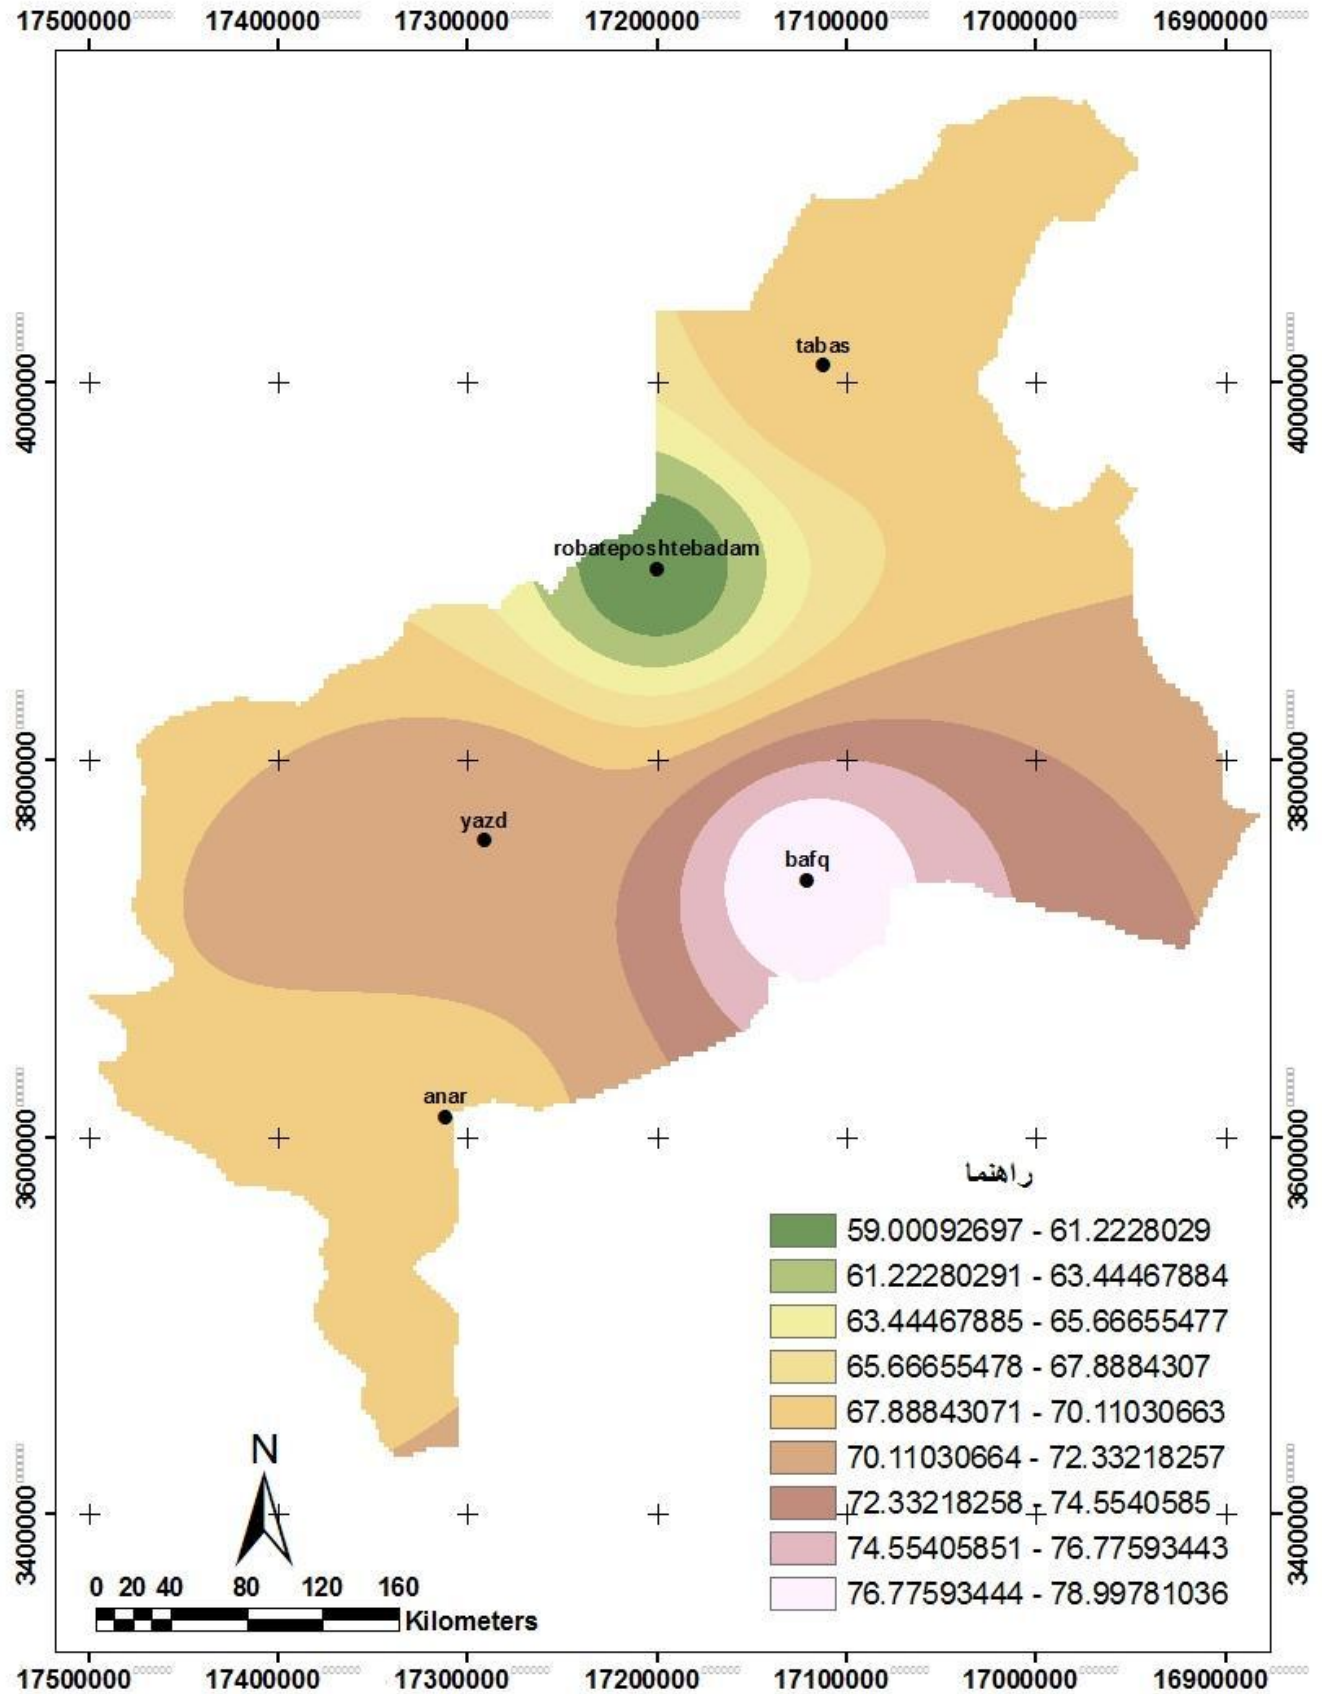 17500000 17400000 17300000 17200000 17100000 17000000 16900000
tabas
4000000 4000000
robateposhtebadam
3800000 3800000
yazd
bafq
anar
3600000 3600000
راهنما
59.00092697 - 61.2228029
61.22280291 - 63.44467884
63.44467885 - 65.66655477
65.66655478 - 67.8884307
67.88843071 - 70.11030663
70.11030664 - 72.33218257
72.33218258 - 74.5540585
74.55405851 - 76.77593443
76.77593444 - 78.99781036
3400000 3400000
N
0 20 40 80 120 160
Kilometers
17500000 17400000 17300000 17200000 17100000 17000000 16900000